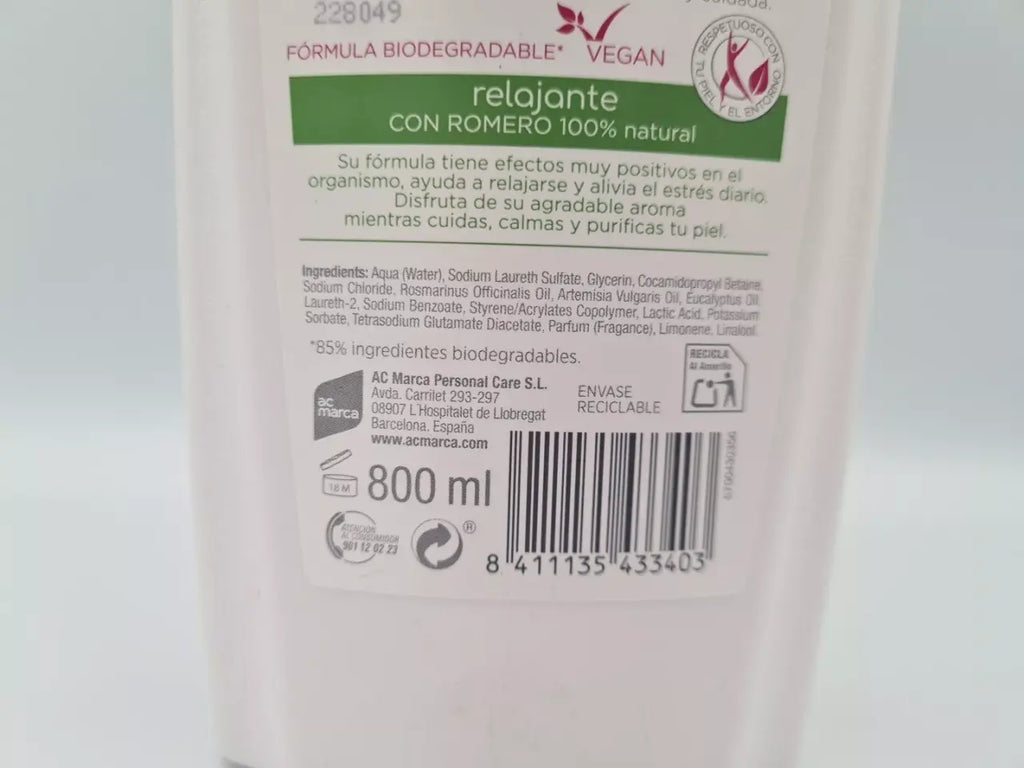 228049
FÓRMULA BIODEGRADABLE* VEGAN
RESPETUOSO CON TU PIEL Y EL ENTORNO
relajante
CON ROMERO 100% natural
Su fórmula tiene efectos muy positivos en el
organismo, ayuda a relajarse y alivia el estrés diario.
Disfruta de su agradable aroma
mientras cuidas, calmas y purificas tu piel.
Ingredients: Aqua (Water), Sodium Laureth Sulfate, Glycerin, Cocamidopropyl Betaine,
Sodium Chloride, Rosmarinus Officinalis Oil, Artemisia Vulgaris Oil, Eucalyptus Oil,
Laureth-2, Sodium Benzoate, Styrene/Acrylates Copolymer, Lactic Acid, Potassium
Sorbate, Tetrasodium Glutamate Diacetate, Parfum (Fragance), Limonene, Linalool.
*85% ingredientes biodegradables.
RECICLA
Al Amarillo
ac
marca
AC Marca Personal Care S.L.
Avda. Carrilet 293-297
08907 L'Hospitalet de Llobregat
Barcelona. España
www.acmarca.com
ENVASE
RECICLABLE
18 M
800 ml
ATENCIÓN
AL CONSUMIDOR
901 12 02 23
®
8 411135 433403